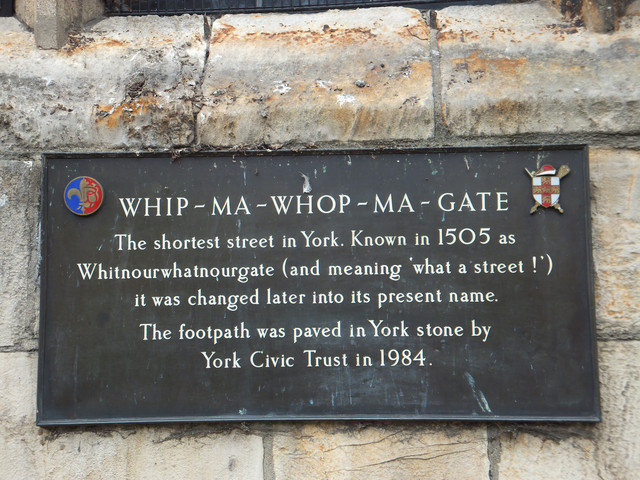 WHIP-MA-WHOP-MA-GATE
The shortest street in York. Known in 1505 as
Whitnourwhatnourgate (and meaning 'what a street!')
it was changed later into its present name.
The footpath was paved in York stone by
York Civic Trust in 1984.